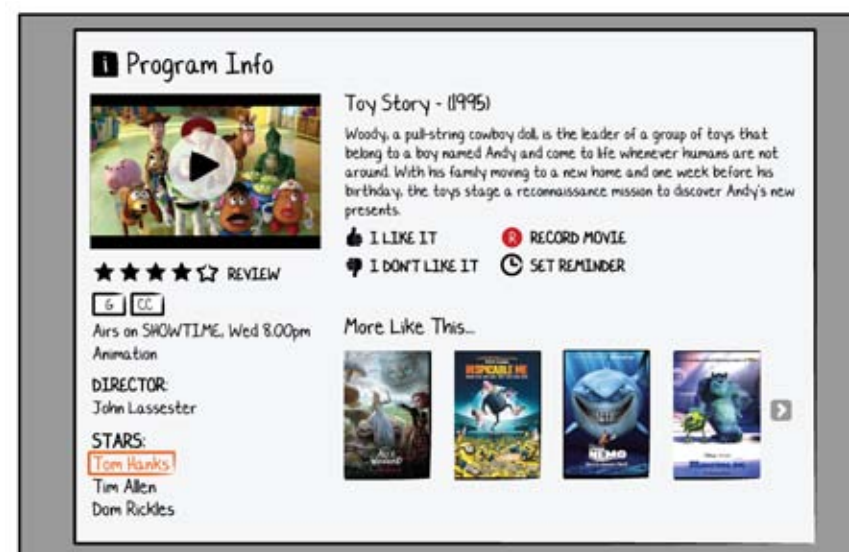 i Program Info
Toy Story - (1995)
Woody, a pull-string cowboy doll, is the leader of a group of toys that
belong to a boy named Andy and come to life whenever humans are not
around. With his family moving to a new home and one week before his
birthday, the toys stage a reconnaissance mission to discover Andy's new
presents.
I LIKE IT
R RECORD MOVIE
I DON'T LIKE IT
SET REMINDER
REVIEW
G CC
Airs on SHOWTIME, Wed 8.00pm
Animation
DIRECTOR:
John Lassester
STARS:
Tom Hanks
Tim Allen
Dom Rickles
More Like This...
DESPICABLE ME
NEMO